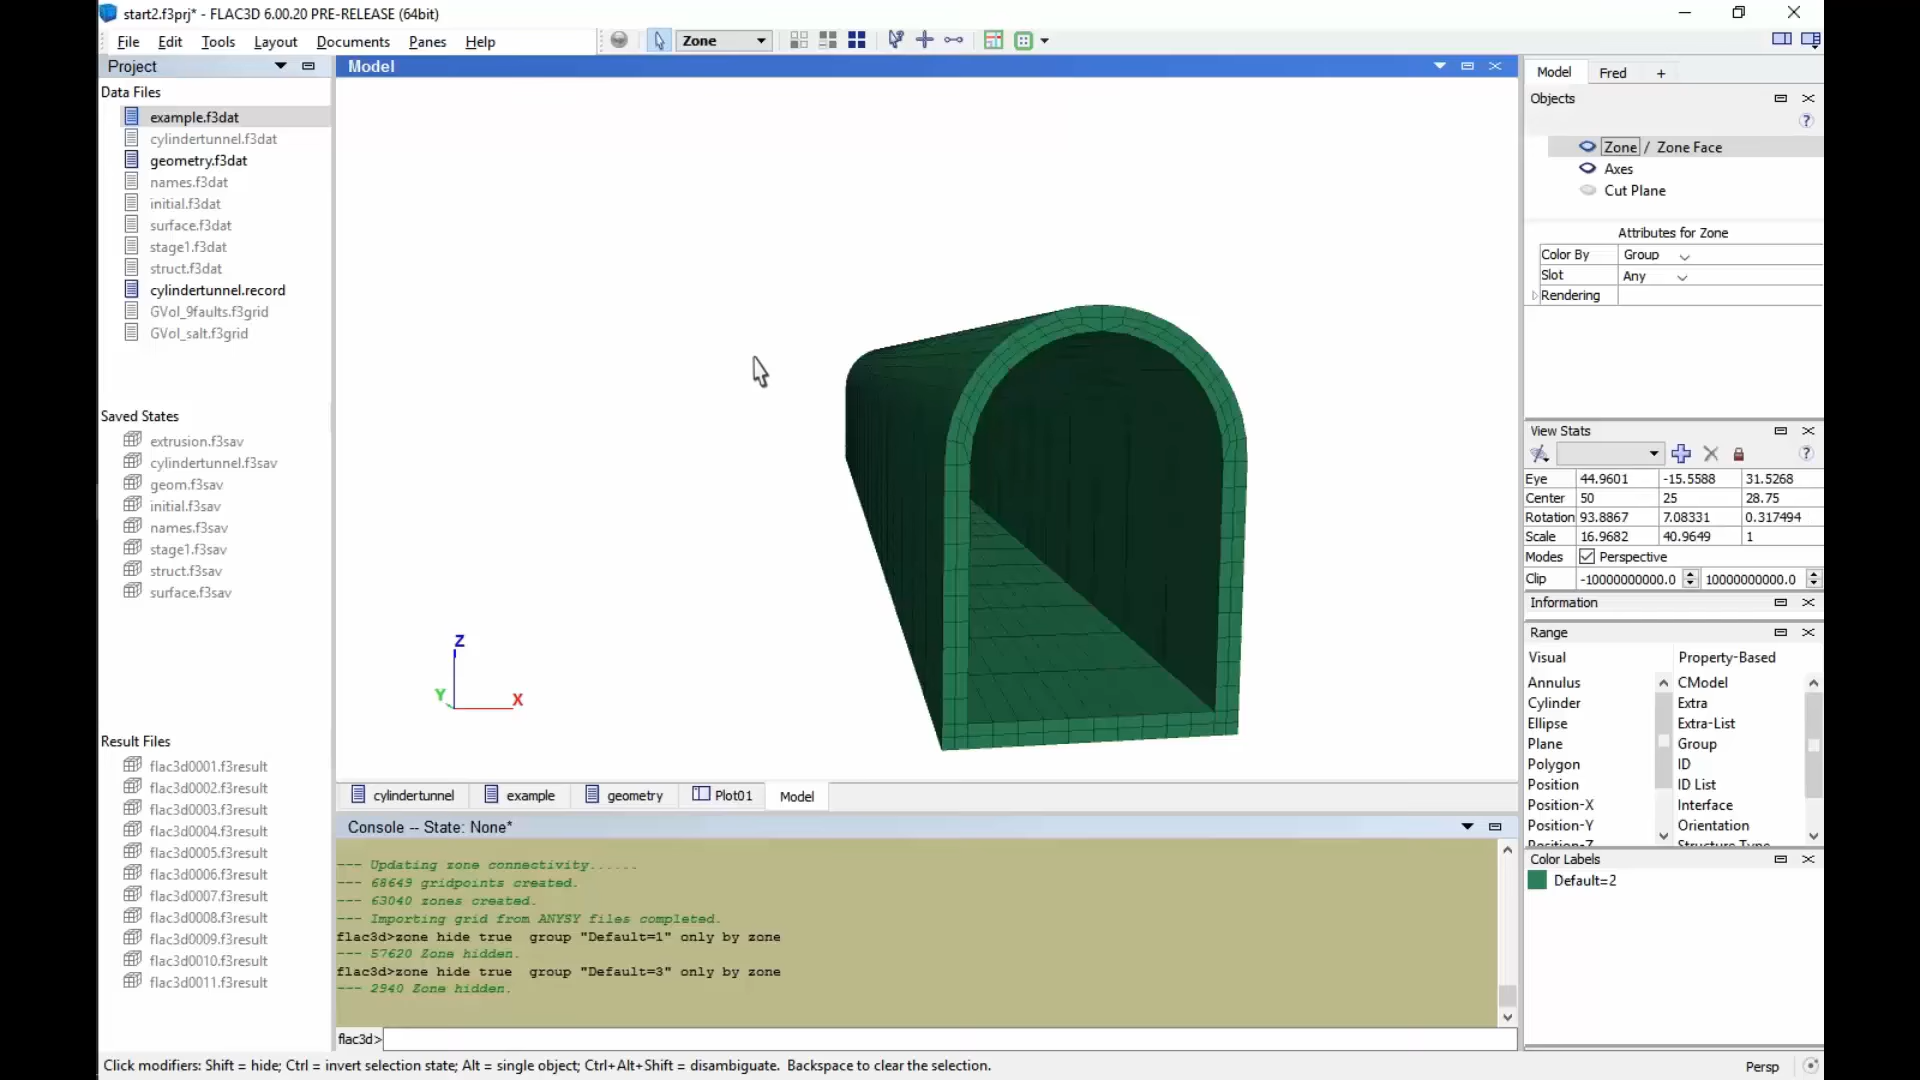 start2.f3prj* - FLAC3D 6.00.20 PRE-RELEASE (64bit)
File Edit Tools Layout Documents Panes Help
Zone
Project
Data Files
example.f3dat
cylindertunnel.f3dat
geometry.f3dat
names.f3dat
initial.f3dat
surface.f3dat
stage1.f3dat
struct.f3dat
cylindertunnel.record
GVol_9faults.f3grid
GVol_salt.f3grid
Saved States
extrusion.f3sav
cylindertunnel.f3sav
geom.f3sav
initial.f3sav
names.f3sav
stage1.f3sav
struct.f3sav
surface.f3sav
Result Files
flac3d0001.f3result
flac3d0002.f3result
flac3d0003.f3result
flac3d0004.f3result
flac3d0005.f3result
flac3d0006.f3result
flac3d0007.f3result
flac3d0008.f3result
flac3d0009.f3result
flac3d0010.f3result
flac3d0011.f3result
Model
Z
Y
X
cylindertunnel example geometry Plot01 Model
Console -- State: None*
--- Updating zone connectivity......
--- 68649 gridpoints created.
--- 63040 zones created.
--- Importing grid from ANYSY files completed.
flac3d>zone hide true  group "Default=1" only by zone
--- 57620 Zone hidden.
flac3d>zone hide true  group "Default=3" only by zone
--- 2940 Zone hidden.
flac3d>
Model Fred +
Objects
?
Zone / Zone Face
Axes
Cut Plane
Attributes for Zone
Color By Group
Slot Any
Rendering
View Stats
?
Eye 44.9601 -15.5588 31.5268
Center 50 25 28.75
Rotation 93.8867 7.08331 0.317494
Scale 16.9682 40.9649 1
Modes Perspective
Clip -10000000000.0 10000000000.0
Information
Range
Visual Property-Based
Annulus CModel
Cylinder Extra
Ellipse Extra-List
Plane Group
Polygon ID
Position ID List
Position-X Interface
Position-Y Orientation
Position-Z Structure Type
Color Labels
Default=2
Click modifiers: Shift = hide; Ctrl = invert selection state; Alt = single object; Ctrl+Alt+Shift = disambiguate.  Backspace to clear the selection.
Persp